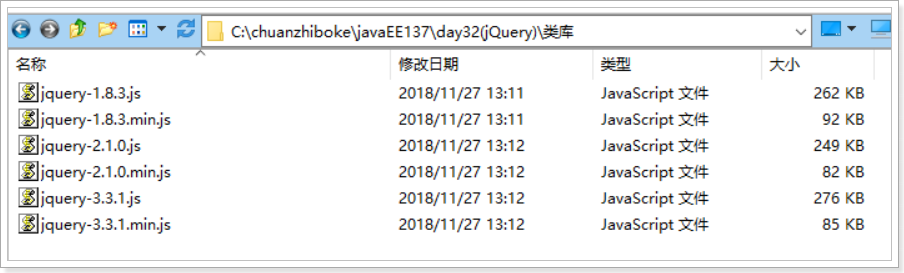 C:\chuanzhiboke\javaEE137\day32(jQuery)\类库
名称 修改日期 类型 大小
jquery-1.8.3.js 2018/11/27 13:11 JavaScript 文件 262 KB
jquery-1.8.3.min.js 2018/11/27 13:11 JavaScript 文件 92 KB
jquery-2.1.0.js 2018/11/27 13:12 JavaScript 文件 249 KB
jquery-2.1.0.min.js 2018/11/27 13:12 JavaScript 文件 82 KB
jquery-3.3.1.js 2018/11/27 13:12 JavaScript 文件 276 KB
jquery-3.3.1.min.js 2018/11/27 13:12 JavaScript 文件 85 KB